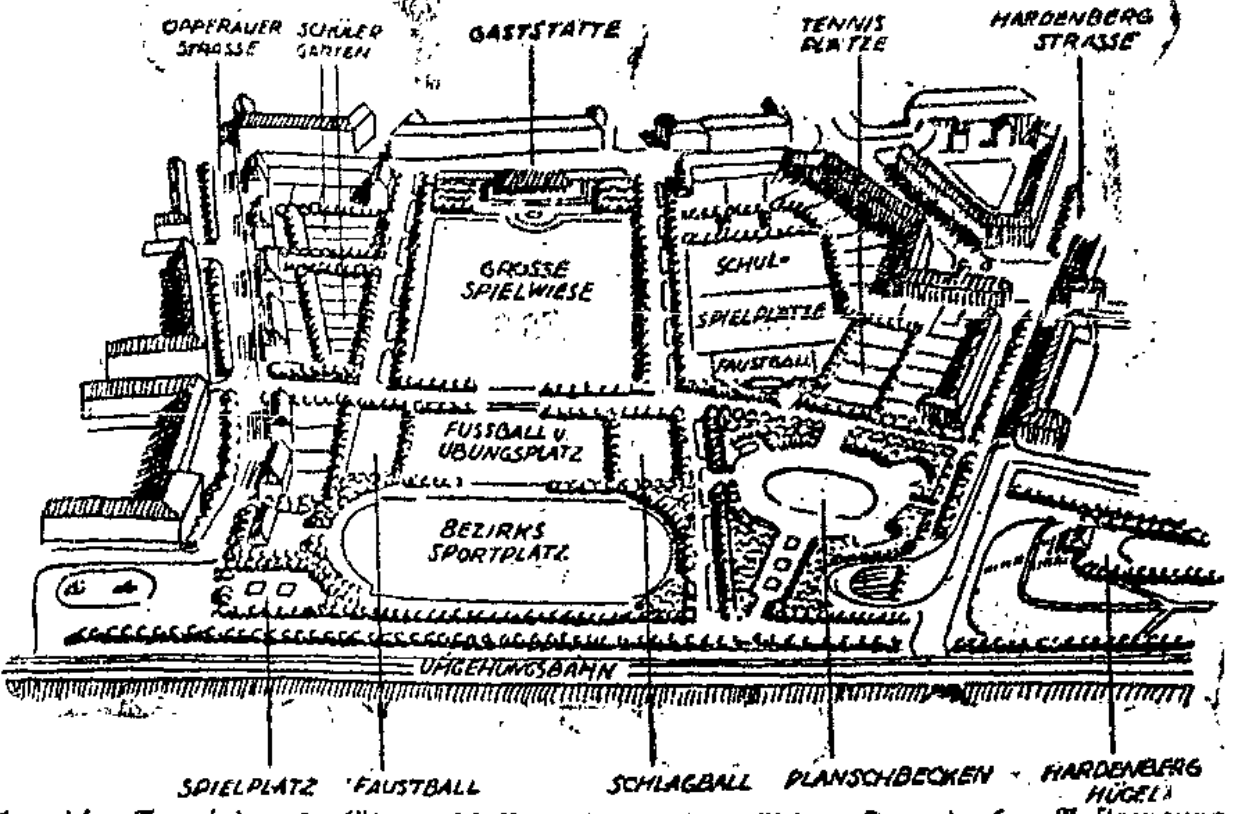 OPPERAUER
STRASSE
SCHÜLER
GÄRTEN
GASTSTÄTTE
TENNIS
PLÄTZE
HARDENBERG
STRASSE
GROSSE
SPIELWIESE
SCHUL-
SPIELPLÄTZE
FAUSTBALL
FUSSBALL U.
ÜBUNGSPLATZ
BEZIRKS
SPORTPLATZ
UMGEHUNGSBAHN
SPIELPLATZ
FAUSTBALL
SCHLAGBALL
PLANSCHBECKEN
HARDENBERG
HÜGEL